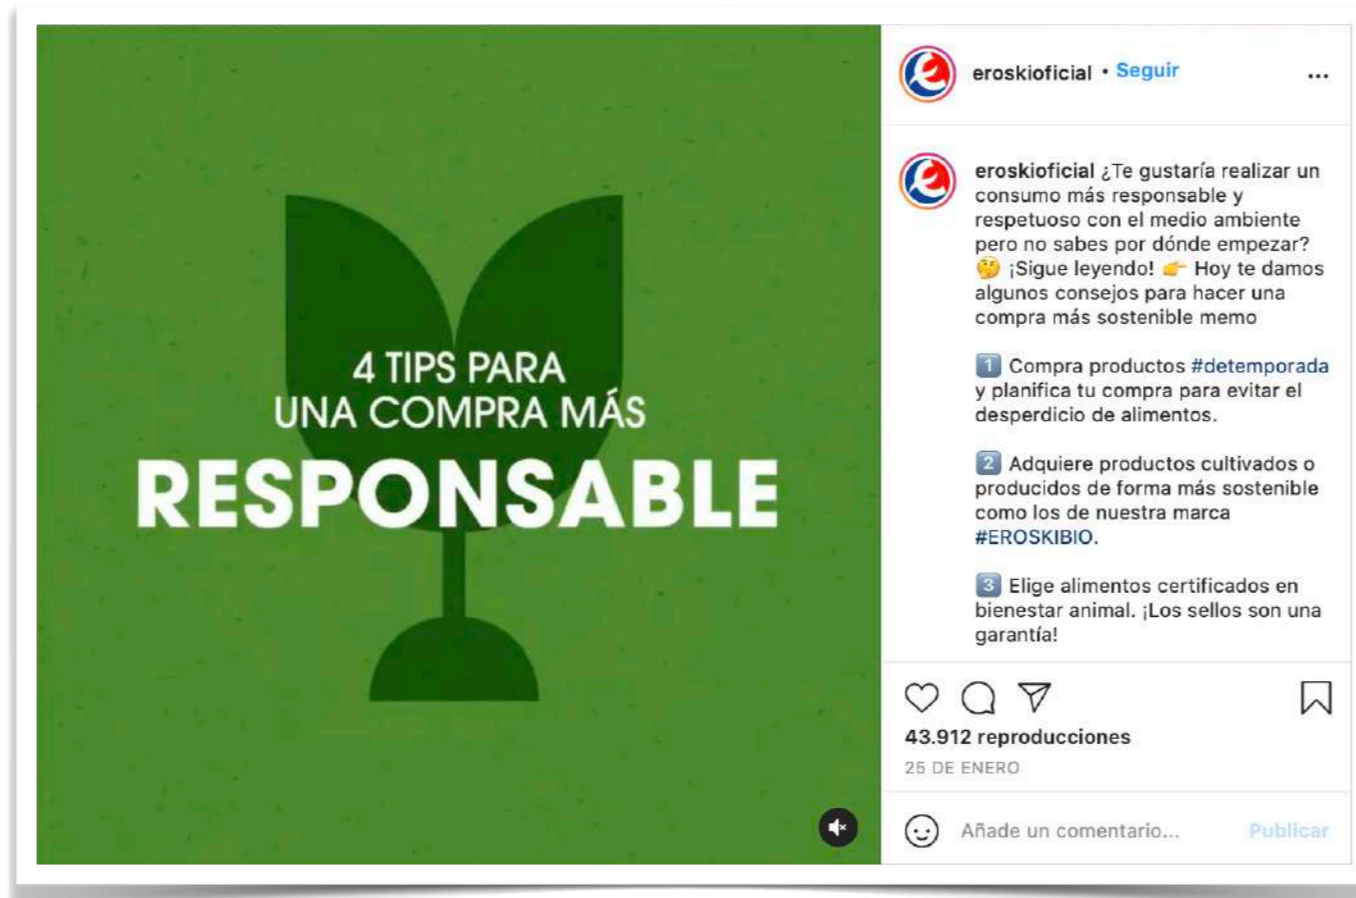 4 TIPS PARA
UNA COMPRA MÁS
RESPONSABLE
eroskioficial • Seguir
eroskioficial ¿Te gustaría realizar un
consumo más responsable y
respetuoso con el medio ambiente
pero no sabes por dónde empezar?
🤔 ¡Sigue leyendo! 👉 Hoy te damos
algunos consejos para hacer una
compra más sostenible memo
1️⃣ Compra productos #detemporada
y planifica tu compra para evitar el
desperdicio de alimentos.
2️⃣ Adquiere productos cultivados o
producidos de forma más sostenible
como los de nuestra marca
#EROSKIBIO.
3️⃣ Elige alimentos certificados en
bienestar animal. ¡Los sellos son una
garantía!
43.912 reproducciones
25 DE ENERO
Añade un comentario... Publicar